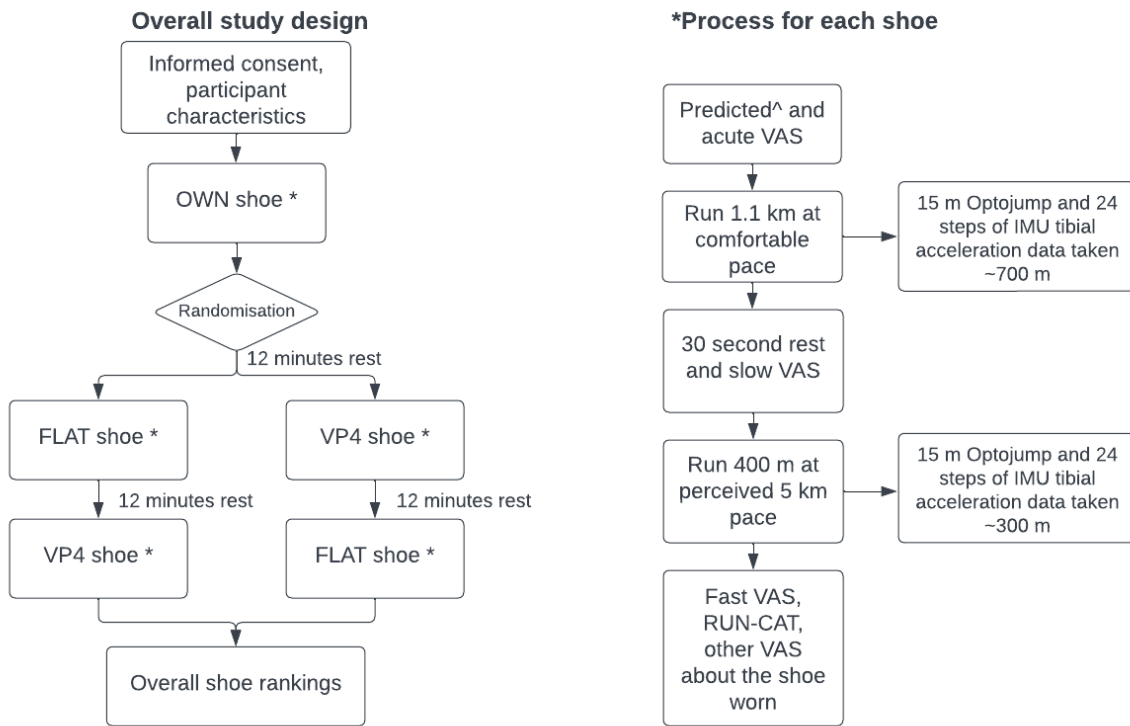 Overall study design
Informed consent,
participant
characteristics
OWN shoe *
Randomisation
12 minutes rest
FLAT shoe *
VP4 shoe *
12 minutes rest
12 minutes rest
VP4 shoe *
FLAT shoe *
Overall shoe rankings
*Process for each shoe
Predicted^ and
acute VAS
Run 1.1 km at
comfortable
pace
15 m Optojump and 24
steps of IMU tibial
acceleration data taken
~700 m
30 second rest
and slow VAS
Run 400 m at
perceived 5 km
pace
15 m Optojump and 24
steps of IMU tibial
acceleration data taken
~300 m
Fast VAS,
RUN-CAT,
other VAS
about the shoe
worn